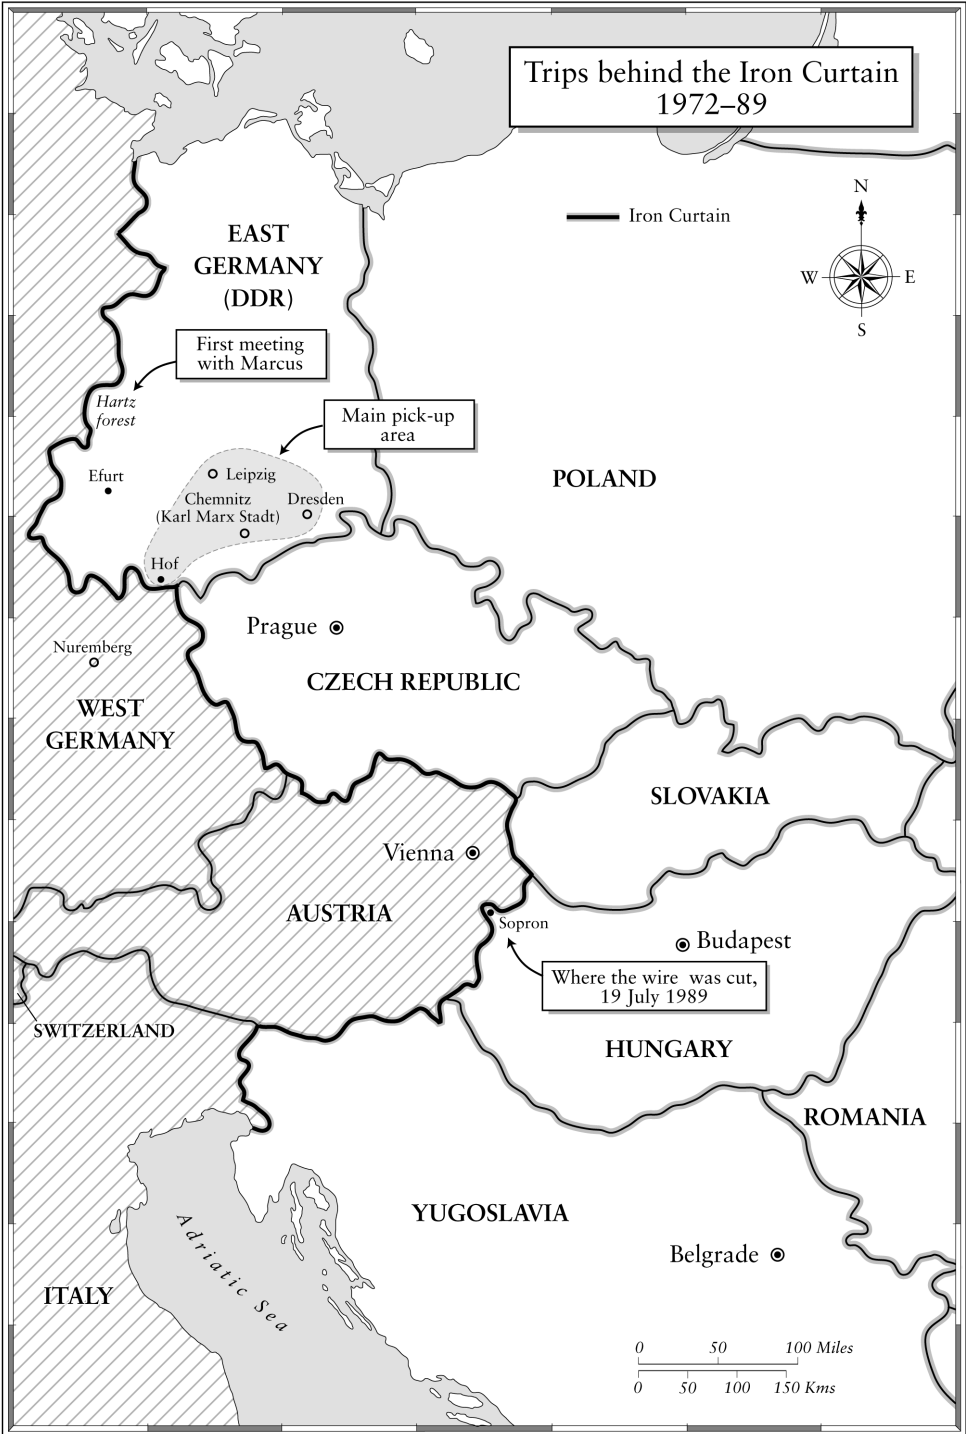 Trips behind the Iron Curtain
1972–89
N
Iron Curtain
W
E
S
EAST
GERMANY
(DDR)
First meeting
with Marcus
Hartz
forest
Main pick-up
area
Efurt
Leipzig
Chemnitz
(Karl Marx Stadt)
Dresden
POLAND
Hof
Prague
Nuremberg
CZECH REPUBLIC
WEST
GERMANY
SLOVAKIA
Vienna
AUSTRIA
Sopron
Budapest
Where the wire was cut,
19 July 1989
SWITZERLAND
HUNGARY
ROMANIA
YUGOSLAVIA
Adriatic Sea
Belgrade
ITALY
0 50 100 Miles
0 50 100 150 Kms